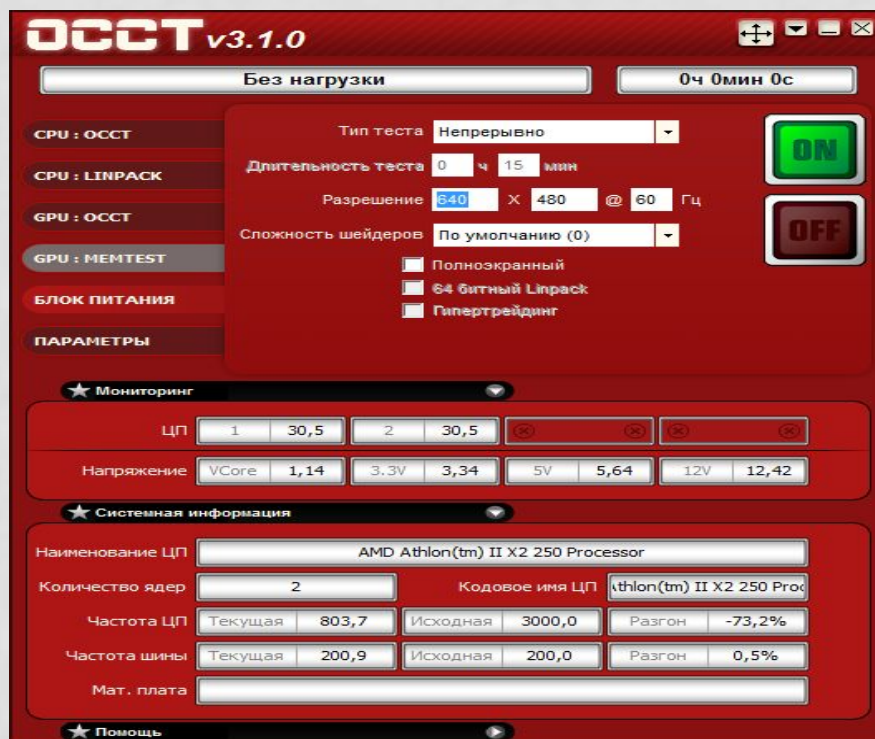 OCCT v3.1.0
Без нагрузки 0ч 0мин 0с
CPU : OCCT
CPU : LINPACK
GPU : OCCT
GPU : MEMTEST
БЛОК ПИТАНИЯ
ПАРАМЕТРЫ
Тип теста Непрерывно
Длительность теста 0 ч 15 мин
Разрешение 640 X 480 @ 60 Гц
Сложность шейдеров По умолчанию (0)
Полноэкранный
64 битный Linpack
Гипертрейдинг
ON
OFF
Мониторинг
ЦП 1 30,5 2 30,5
Напряжение VCore 1,14 3.3V 3,34 5V 5,64 12V 12,42
Системная информация
Наименование ЦП AMD Athlon(tm) II X2 250 Processor
Количество ядер 2 Кодовое имя ЦП thlon(tm) II X2 250 Proc
Частота ЦП Текущая 803,7 Исходная 3000,0 Разгон -73,2%
Частота шины Текущая 200,9 Исходная 200,0 Разгон 0,5%
Мат. плата
Помощь